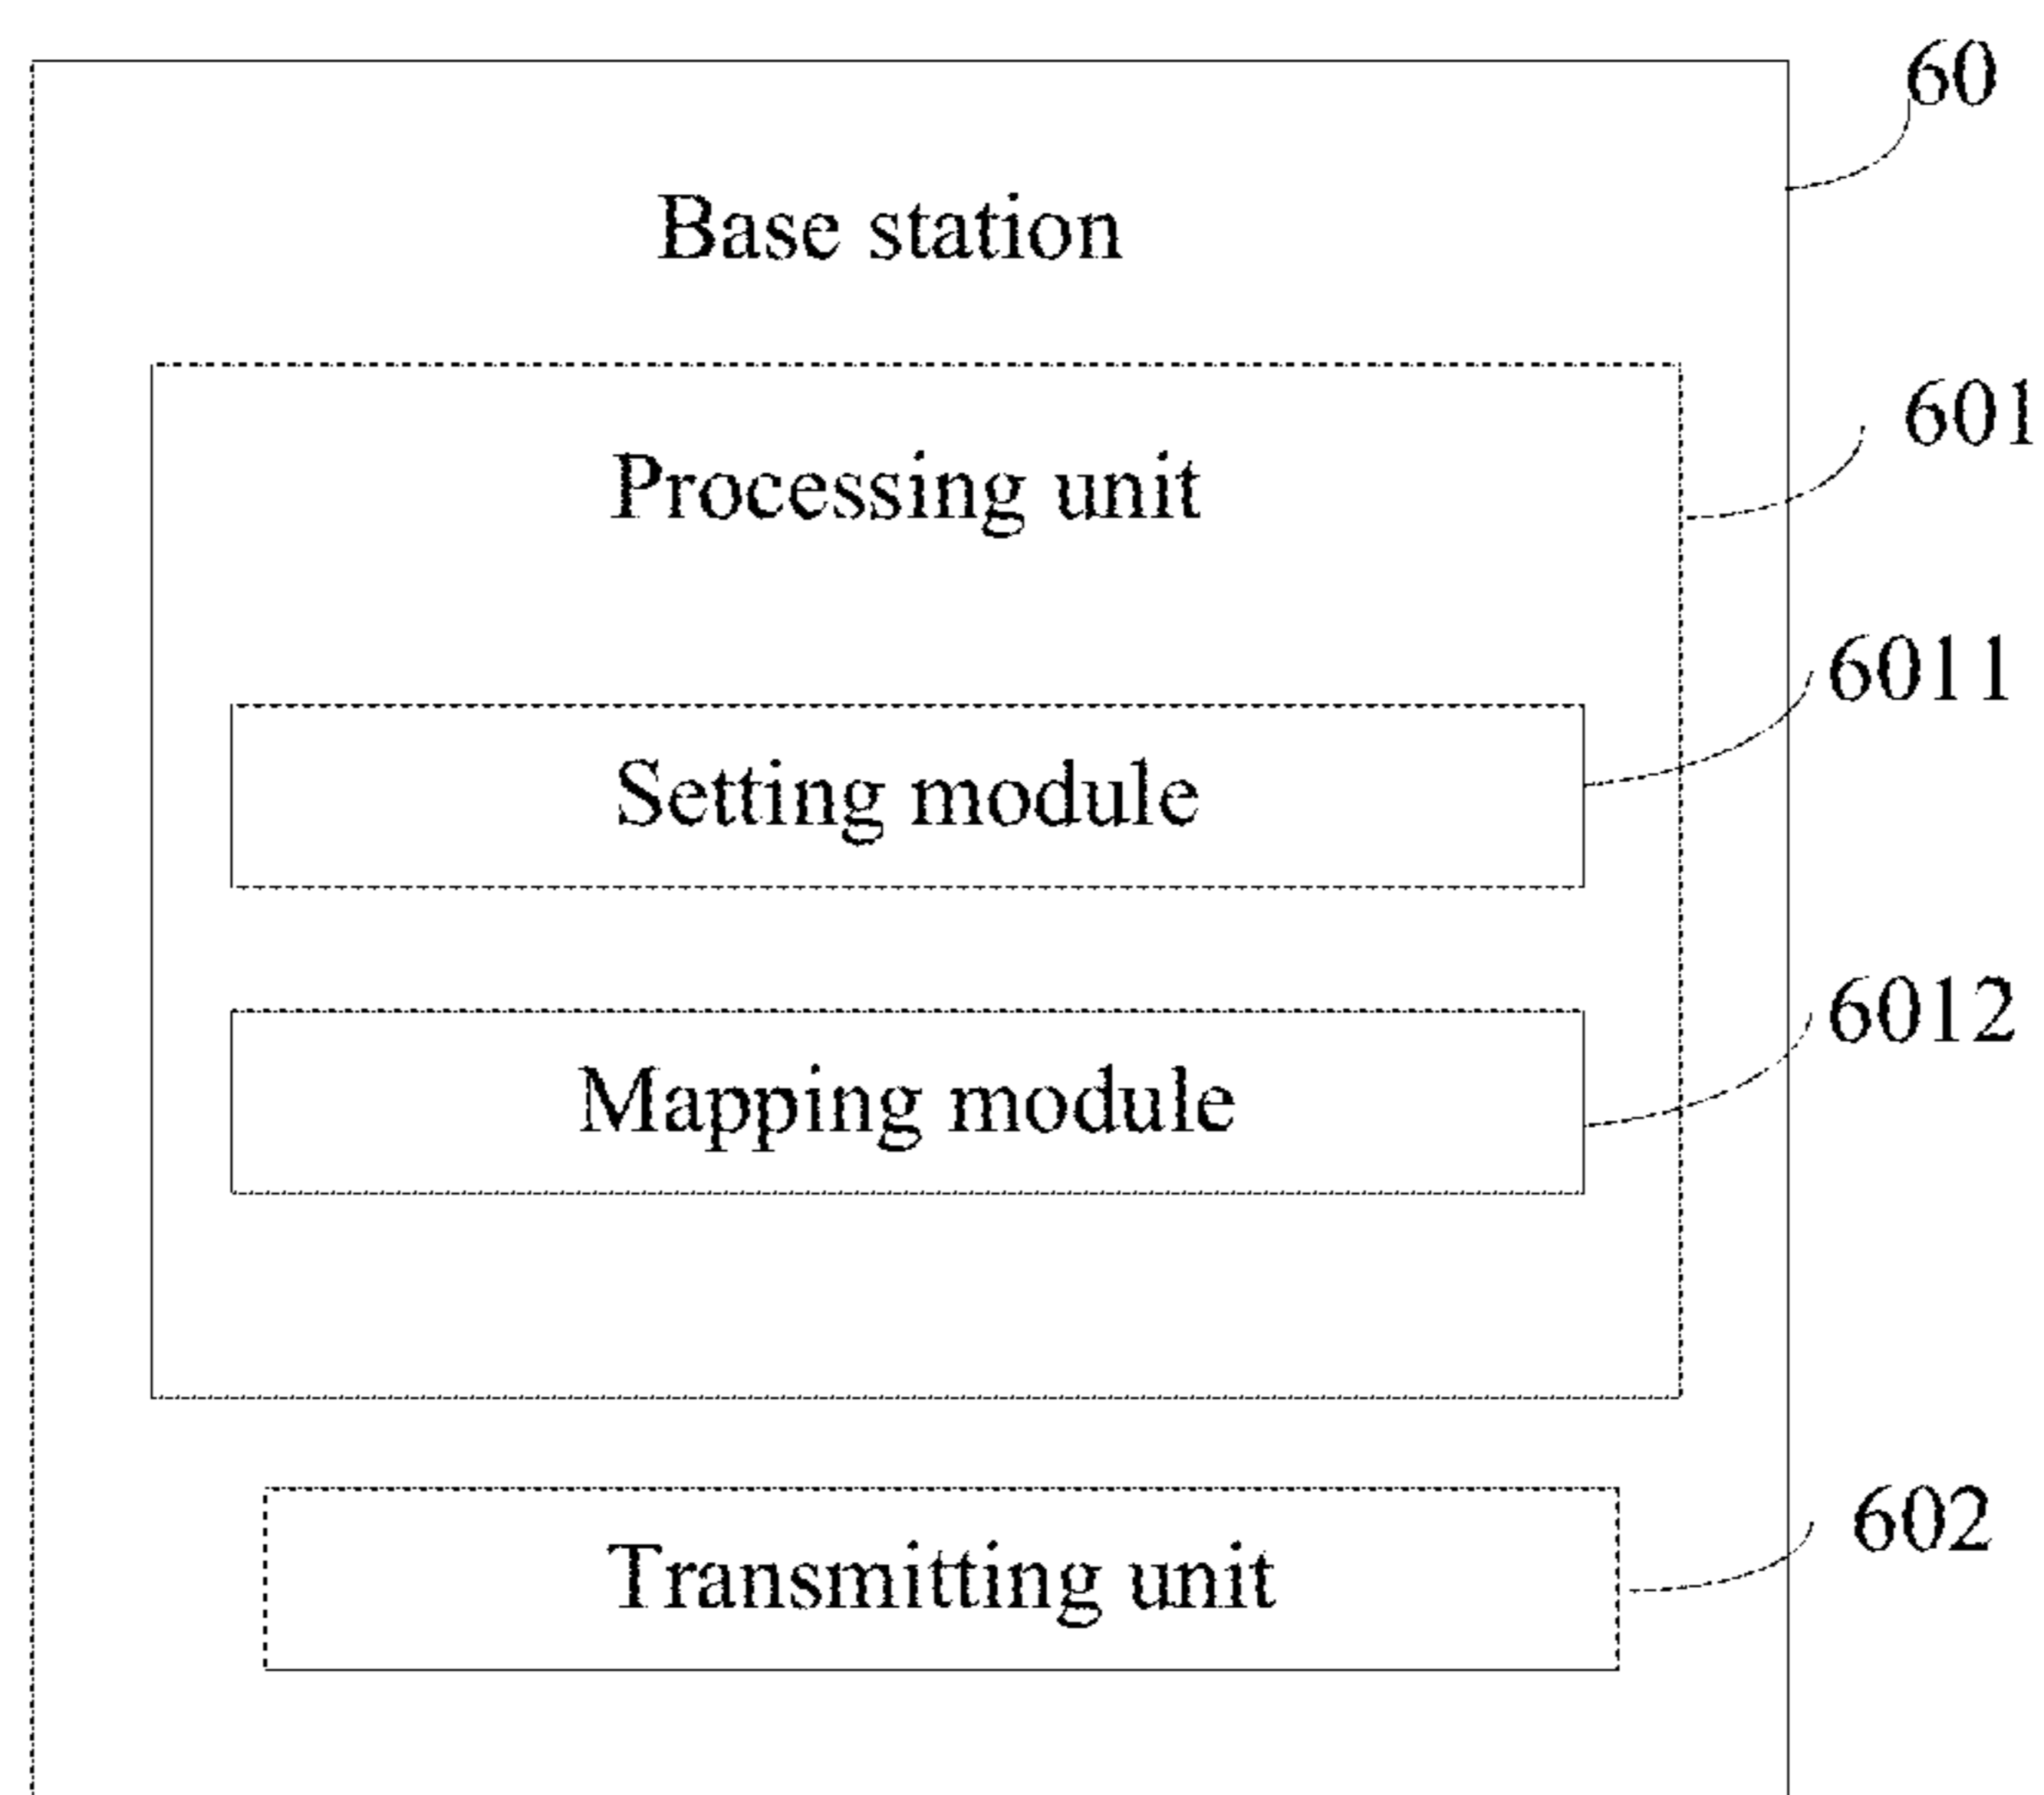 60
Base station
601
Processing unit
6011
Setting module
6012
Mapping module
602
Transmitting unit